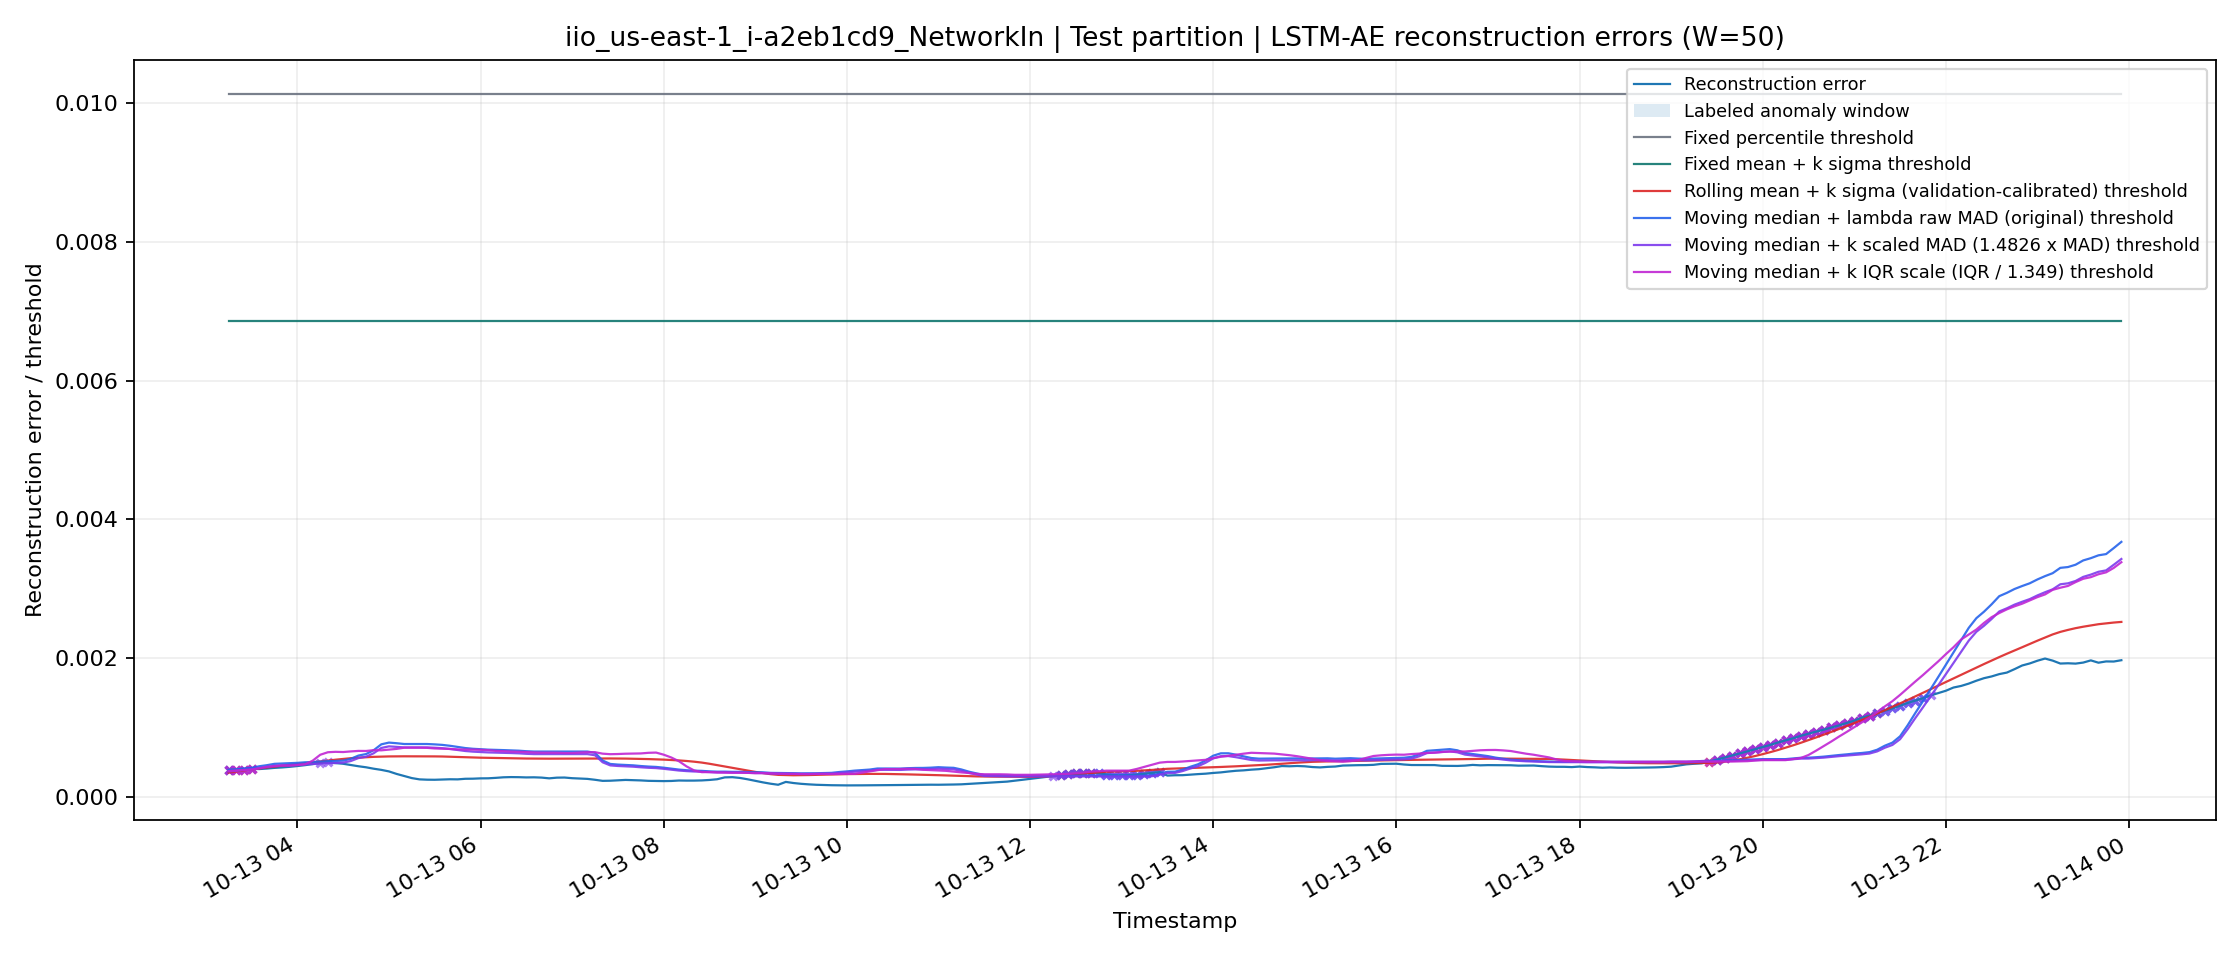 iio_us-east-1_i-a2eb1cd9_NetworkIn | Test partition | LSTM-AE reconstruction errors (W=50)
Reconstruction error
Labeled anomaly window
Fixed percentile threshold
Fixed mean + k sigma threshold
Rolling mean + k sigma (validation-calibrated) threshold
Moving median + lambda raw MAD (original) threshold
Moving median + k scaled MAD (1.4826 x MAD) threshold
Moving median + k IQR scale (IQR / 1.349) threshold
Reconstruction error / threshold
0.010
0.008
0.006
0.004
0.002
0.000
10-13 04
10-13 06
10-13 08
10-13 10
10-13 12
10-13 14
10-13 16
10-13 18
10-13 20
10-13 22
10-14 00
Timestamp